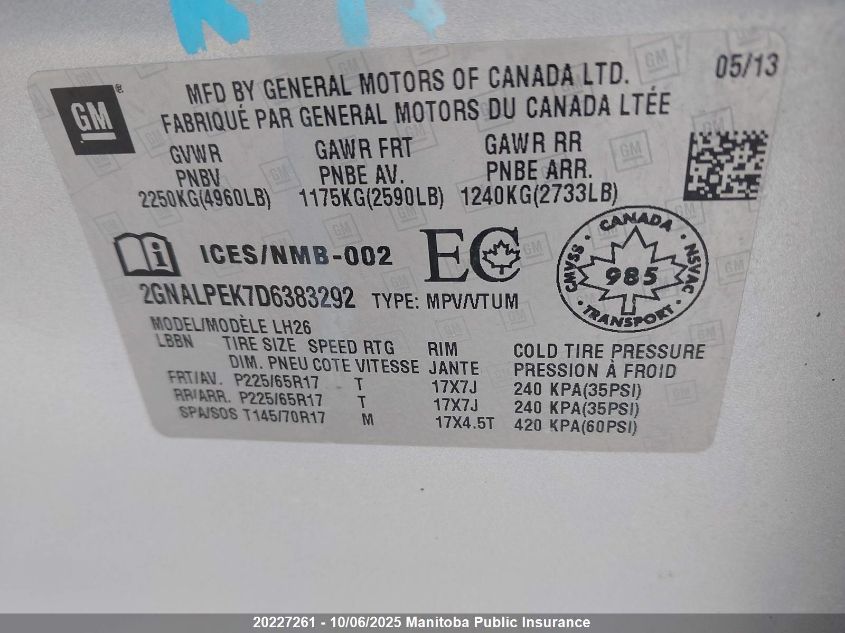 GM
MFD BY GENERAL MOTORS OF CANADA LTD. 05/13
FABRIQUÉ PAR GENERAL MOTORS DU CANADA LTÉE
GVWR GAWR FRT GAWR RR
PNBV PNBE AV. PNBE ARR.
2250KG(4960LB) 1175KG(2590LB) 1240KG(2733LB)
i ICES/NMB-002 EC
CANADA
CMVSS 985 NSVAC
TRANSPORT
2GNALPEK7D6383292 TYPE: MPV/VTUM
MODEL/MODÈLE LH26
LBBN TIRE SIZE SPEED RTG RIM COLD TIRE PRESSURE
DIM. PNEU COTE VITESSE JANTE PRESSION À FROID
FRT/AV. P225/65R17 T 17X7J 240 KPA(35PSI)
RR/ARR. P225/65R17 T 17X7J 240 KPA(35PSI)
SPA/SOS T145/70R17 M 17X4.5T 420 KPA(60PSI)
20227261 - 10/06/2025 Manitoba Public Insurance